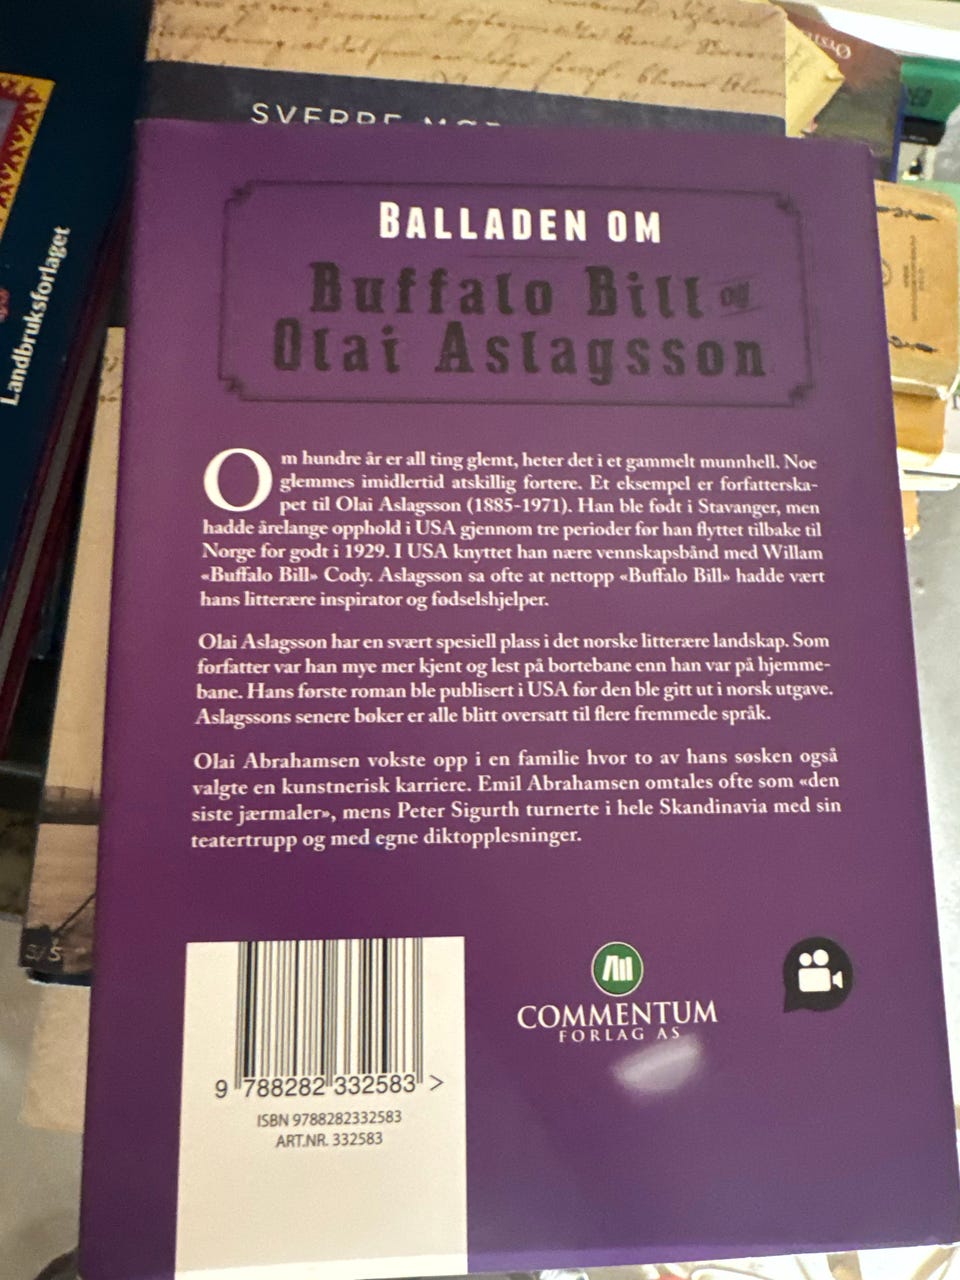 SVERRE
Landbruksforlaget
BALLADEN OM
Buffalo Bill og
Olai Aslagsson
Om hundre år er all ting glemt, heter det i et gammelt munnhell. Noe
glemmes imidlertid atskillig fortere. Et eksempel er forfatterska-
pet til Olai Aslagsson (1885-1971). Han ble født i Stavanger, men
hadde årelange opphold i USA gjennom tre perioder før han flyttet tilbake til
Norge for godt i 1929. I USA knyttet han nære vennskapsbånd med Willam
«Buffalo Bill» Cody. Aslagsson sa ofte at nettopp «Buffalo Bill» hadde vært
hans litterære inspirator og fødselshjelper.
Olai Aslagsson har en svært spesiell plass i det norske litterære landskap. Som
forfatter var han mye mer kjent og lest på bortebane enn han var på hjemme-
bane. Hans første roman ble publisert i USA før den ble gitt ut i norsk utgave.
Aslagssons senere bøker er alle blitt oversatt til flere fremmede språk.
Olai Abrahamsen vokste opp i en familie hvor to av hans søsken også
valgte en kunstnerisk karriere. Emil Abrahamsen omtales ofte som «den
siste jærmaler», mens Peter Sigurth turnerte i hele Skandinavia med sin
teatertrupp og med egne diktopplesninger.
9 788282 332583 >
ISBN 9788282332583
ART.NR. 332583
COMMENTUM
FORLAG AS